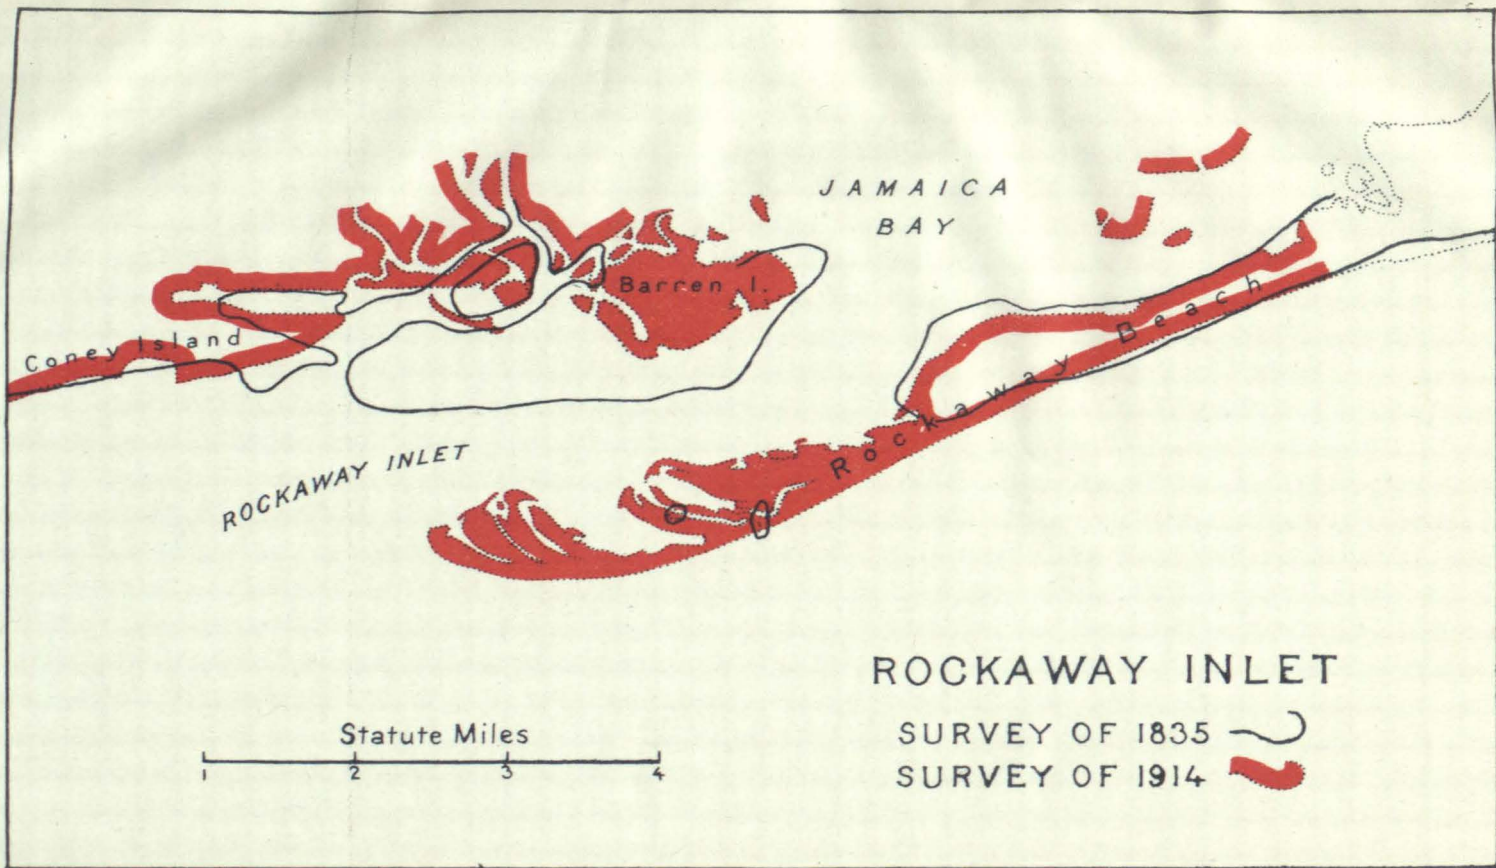 JAMAICA
BAY
Barren I.
Coney Island
Rockaway Beach
ROCKAWAY INLET
ROCKAWAY INLET
SURVEY OF 1835
SURVEY OF 1914
Statute Miles
1 2 3 4